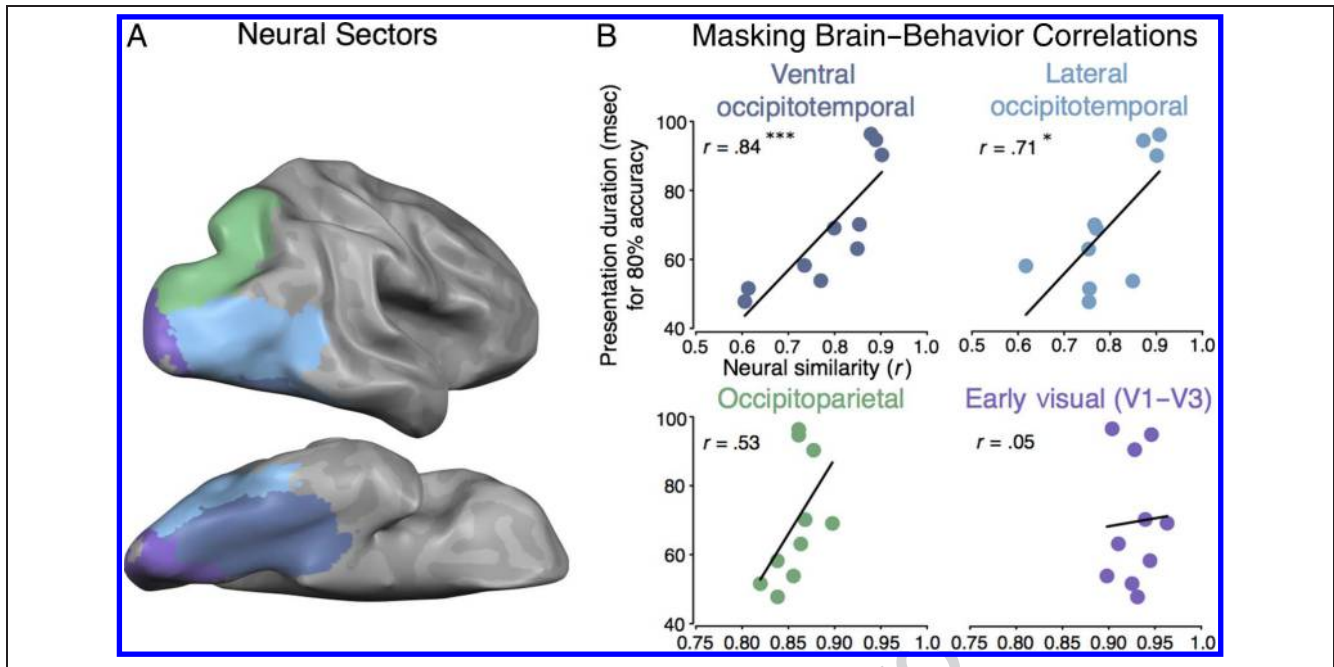 A
Neural Sectors
B
Masking Brain–Behavior Correlations
Presentation duration (msec)
for 80% accuracy
Ventral
occipitotemporal
r = .84 ***
100
80
60
40
0.5 0.6 0.7 0.8 0.9 1.0
Lateral
occipitotemporal
r = .71 *
0.5 0.6 0.7 0.8 0.9 1.0
Neural similarity (r)
Occipitoparietal
r = .53
100
80
60
40
0.75 0.80 0.85 0.90 0.95 1.0
Early visual (V1–V3)
r = .05
0.75 0.80 0.85 0.90 0.95 1.0